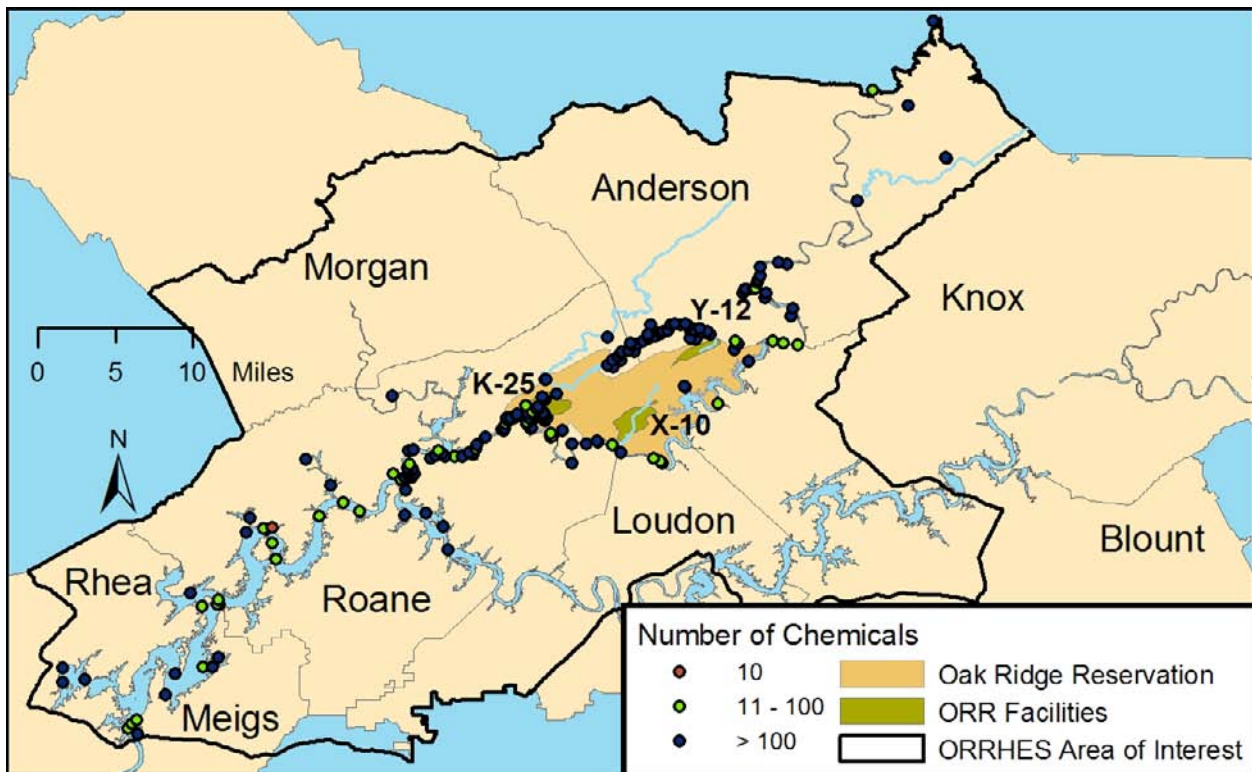 Anderson
Morgan
Knox
Y-12
0 5 10 Miles
K-25
N
X-10
Loudon
Blount
Rhea
Roane
Meigs
Number of Chemicals
10
11 - 100
> 100
Oak Ridge Reservation
ORR Facilities
ORRHES Area of Interest